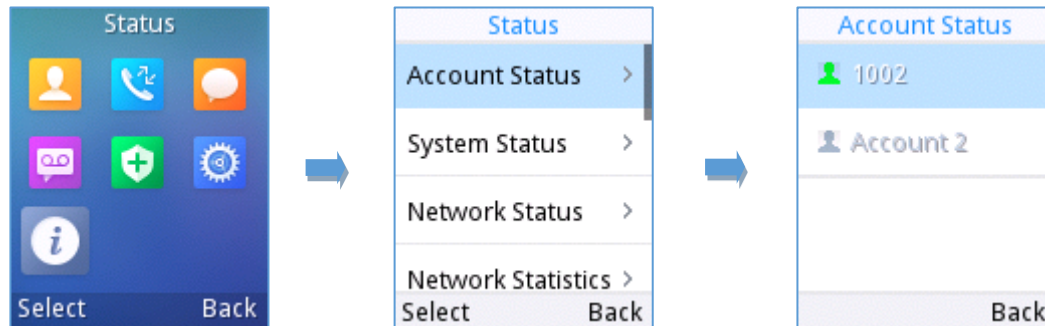 Status
Select Back
Status
Account Status
System Status
Network Status
Network Statistics
Select Back
Account Status
1002
Account 2
Back